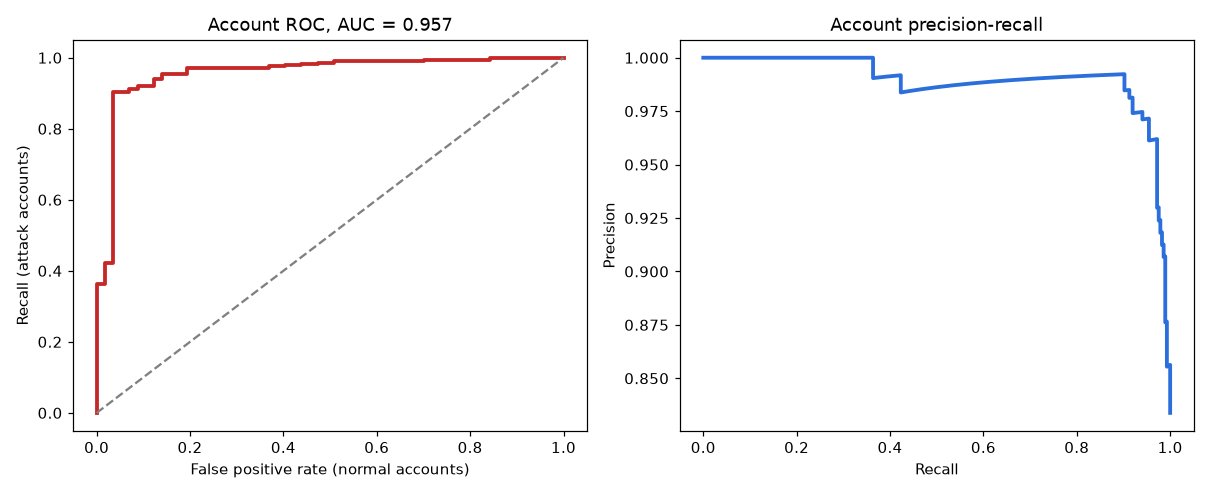 Account ROC, AUC = 0.957
Recall (attack accounts)
1.0
0.8
0.6
0.4
0.2
0.0
0.0 0.2 0.4 0.6 0.8 1.0
False positive rate (normal accounts)
Account precision-recall
Precision
1.000
0.975
0.950
0.925
0.900
0.875
0.850
0.0 0.2 0.4 0.6 0.8 1.0
Recall